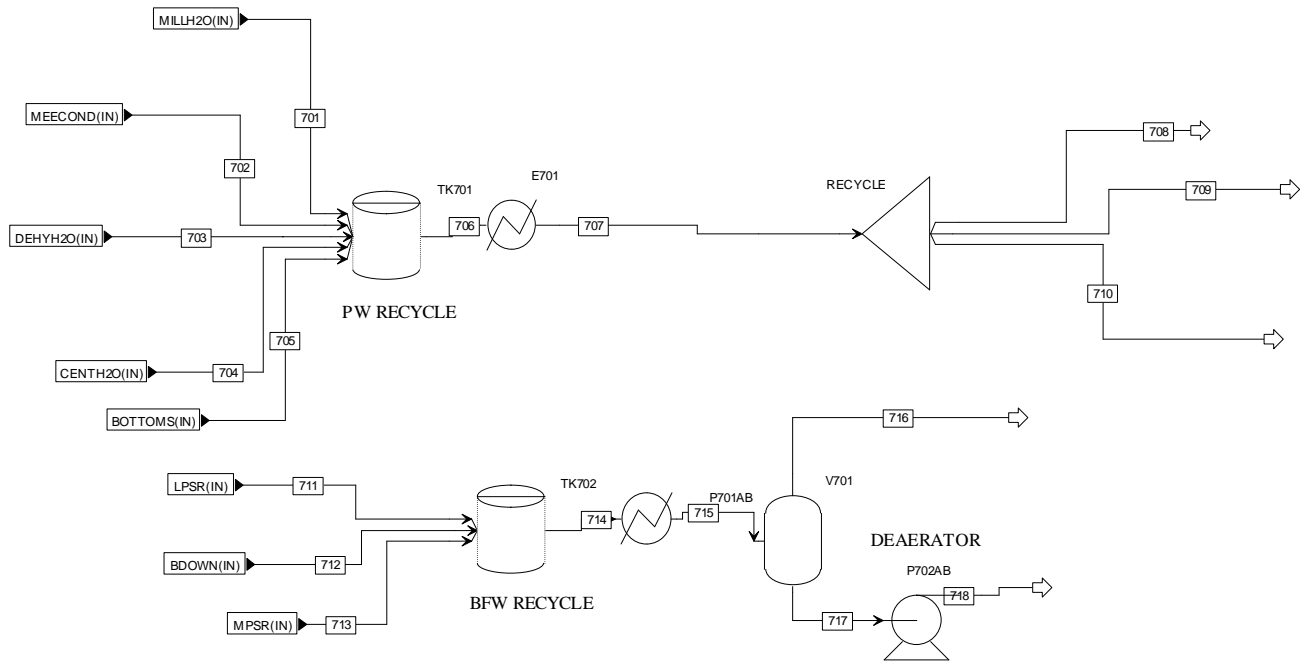 MILLH2O(IN)
701
MEECOND(IN)
702
TK701
E701
DEHYH2O(IN)
703
706
707
RECYCLE
708
709
710
PW RECYCLE
704
CENTH2O(IN)
705
BOTTOMS(IN)
LPSR(IN)
711
TK702
714
715
P701AB
V701
716
BDOWN(IN)
712
MPSR(IN)
713
BFW RECYCLE
DEAERATOR
P702AB
717
718